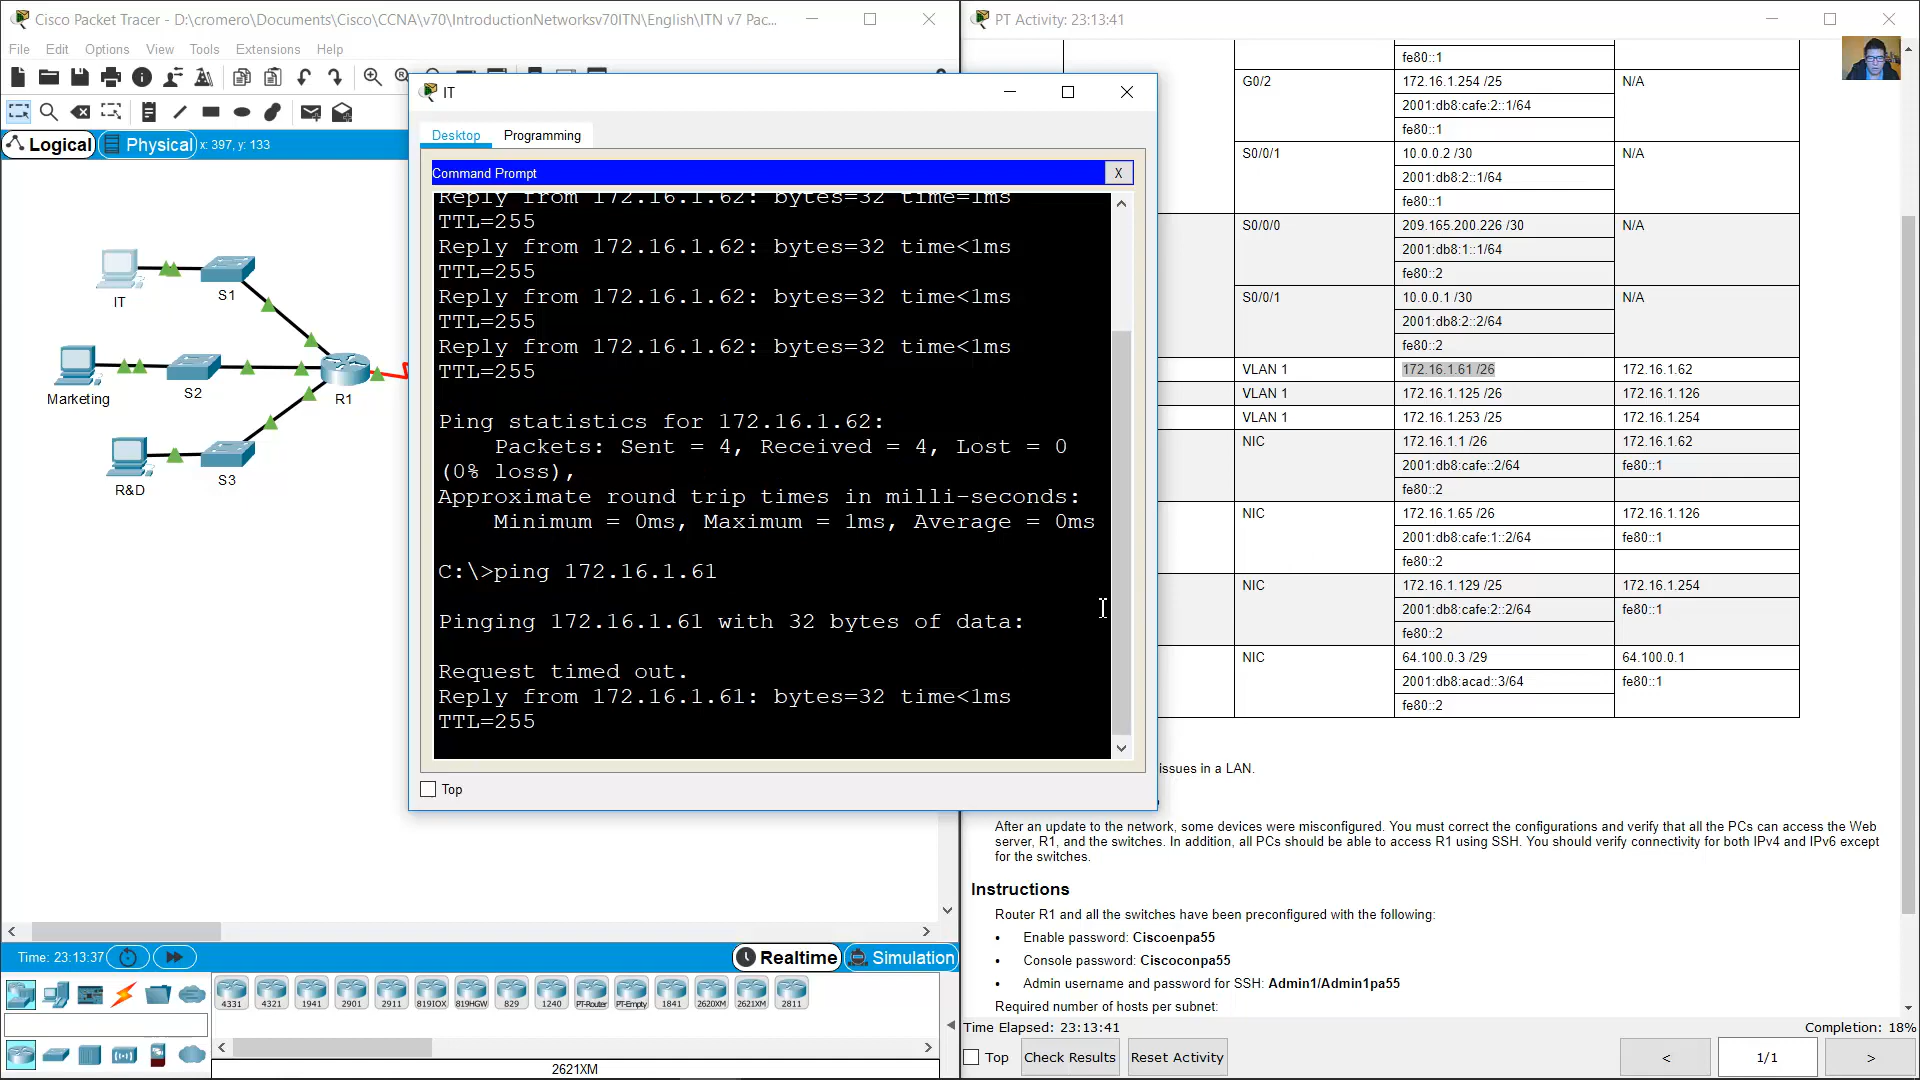 Cisco Packet Tracer - D:\cromero\Documents\Cisco\CCNA\v70\IntroductionNetworksv70ITN\English\ITN v7 Pac...
File Edit Options View Tools Extensions Help
Logical
Physical
x: 397, y: 133
IT
S1
Marketing
S2
R1
R&D
S3
IT
Desktop
Programming
Command Prompt
X
Reply from 172.16.1.62: bytes=32 time=1ms
TTL=255
Reply from 172.16.1.62: bytes=32 time<1ms
TTL=255
Reply from 172.16.1.62: bytes=32 time<1ms
TTL=255
Reply from 172.16.1.62: bytes=32 time<1ms
TTL=255
Ping statistics for 172.16.1.62:
Packets: Sent = 4, Received = 4, Lost = 0
(0% loss),
Approximate round trip times in milli-seconds:
Minimum = 0ms, Maximum = 1ms, Average = 0ms
C:\>ping 172.16.1.61
Pinging 172.16.1.61 with 32 bytes of data:
Request timed out.
Reply from 172.16.1.61: bytes=32 time<1ms
TTL=255
Top
Time: 23:13:37
Realtime
Simulation
4331 4321 1941 2901 2911 819IOX 819HGW 829 1240 PT-Router PT-Empty 1841 2620XM 2621XM 2811
2621XM
PT Activity: 23:13:41
fe80::1
G0/2 172.16.1.254 /25 N/A
2001:db8:cafe:2::1/64
fe80::1
S0/0/1 10.0.0.2 /30 N/A
2001:db8:2::1/64
fe80::1
S0/0/0 209.165.200.226 /30 N/A
2001:db8:1::1/64
fe80::2
S0/0/1 10.0.0.1 /30 N/A
2001:db8:2::2/64
fe80::2
VLAN 1 172.16.1.61 /26 172.16.1.62
VLAN 1 172.16.1.125 /26 172.16.1.126
VLAN 1 172.16.1.253 /25 172.16.1.254
NIC 172.16.1.1 /26 172.16.1.62
2001:db8:cafe::2/64 fe80::1
fe80::2
NIC 172.16.1.65 /26 172.16.1.126
2001:db8:cafe:1::2/64 fe80::1
fe80::2
NIC 172.16.1.129 /25 172.16.1.254
2001:db8:cafe:2::2/64 fe80::1
fe80::2
NIC 64.100.0.3 /29 64.100.0.1
2001:db8:acad::3/64 fe80::1
fe80::2
issues in a LAN.
After an update to the network, some devices were misconfigured. You must correct the configurations and verify that all the PCs can access the Web
server, R1, and the switches. In addition, all PCs should be able to access R1 using SSH. You should verify connectivity for both IPv4 and IPv6 except
for the switches.
Instructions
Router R1 and all the switches have been preconfigured with the following:
• Enable password: Ciscoenpa55
• Console password: Ciscoconpa55
• Admin username and password for SSH: Admin1/Admin1pa55
Required number of hosts per subnet:
Time Elapsed: 23:13:41
Completion: 18%
Top
Check Results
Reset Activity
<
1/1
>